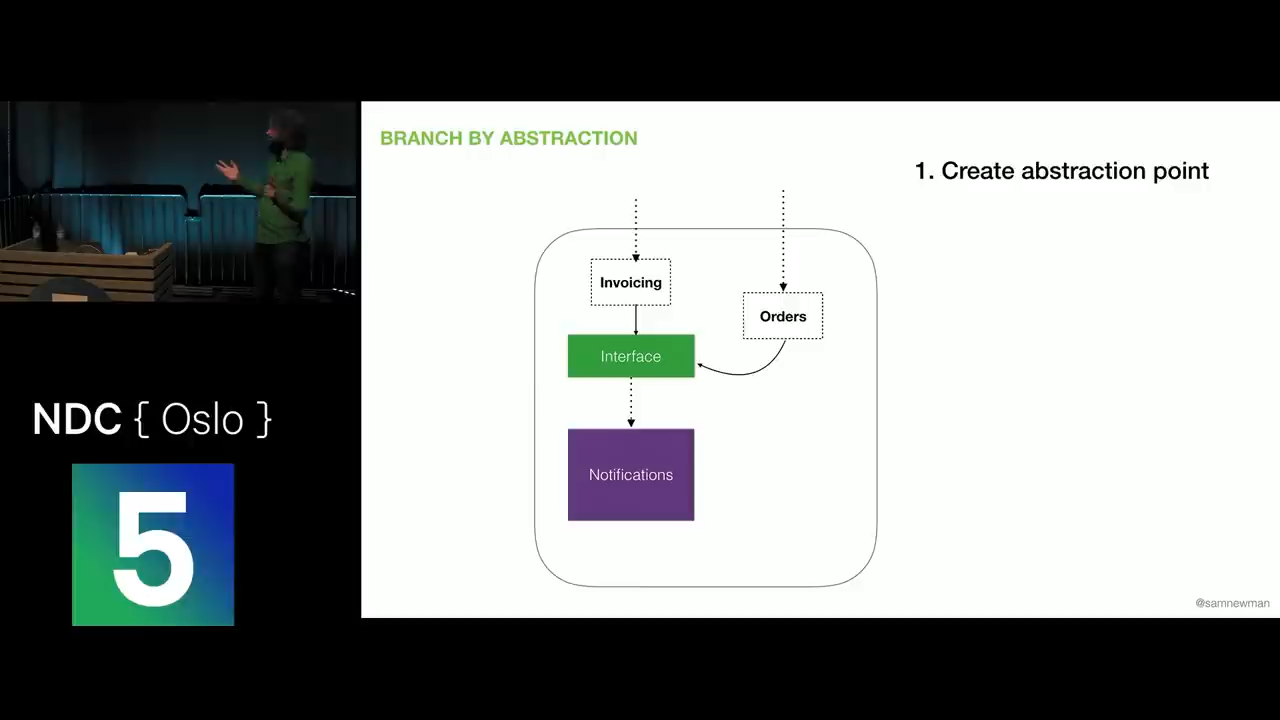 BRANCH BY ABSTRACTION
1. Create abstraction point
Invoicing
Orders
Interface
Notifications
NDC { Oslo }
5
@samnewman